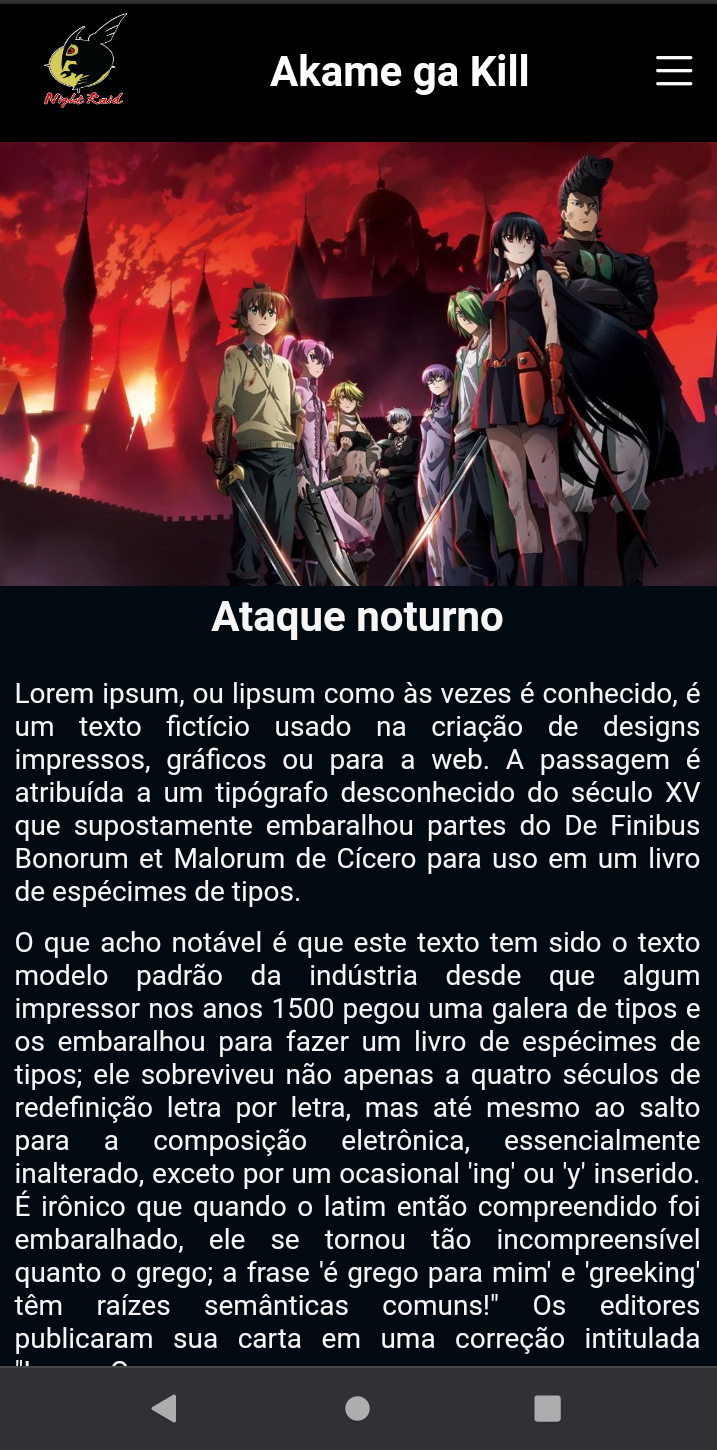 Night Raid
Akame ga Kill
Ataque noturno
Lorem ipsum, ou lipsum como às vezes é conhecido, é
um texto fictício usado na criação de designs
impressos, gráficos ou para a web. A passagem é
atribuída a um tipógrafo desconhecido do século XV
que supostamente embaralhou partes do De Finibus
Bonorum et Malorum de Cícero para uso em um livro
de espécimes de tipos.
O que acho notável é que este texto tem sido o texto
modelo padrão da indústria desde que algum
impressor nos anos 1500 pegou uma galera de tipos e
os embaralhou para fazer um livro de espécimes de
tipos; ele sobreviveu não apenas a quatro séculos de
redefinição letra por letra, mas até mesmo ao salto
para a composição eletrônica, essencialmente
inalterado, exceto por um ocasional 'ing' ou 'y' inserido.
É irônico que quando o latim então compreendido foi
embaralhado, ele se tornou tão incompreensível
quanto o grego; a frase 'é grego para mim' e 'greeking'
têm raízes semânticas comuns!" Os editores
publicaram sua carta em uma correção intitulada